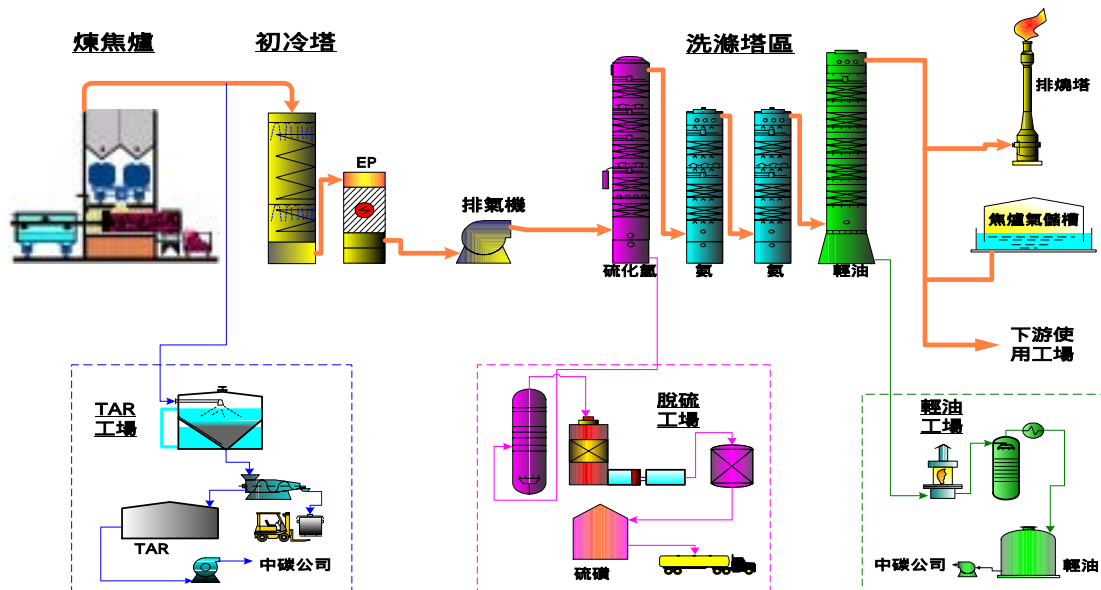 煉焦爐
初冷塔
洗滌塔區
排燒塔
EP
排氣機
焦爐氣儲槽
硫化氫
氨
氨
輕油
下游使
用工場
TAR
工場
脫硫
工場
輕油
工場
TAR
中碳公司
硫磺
中碳公司
輕油